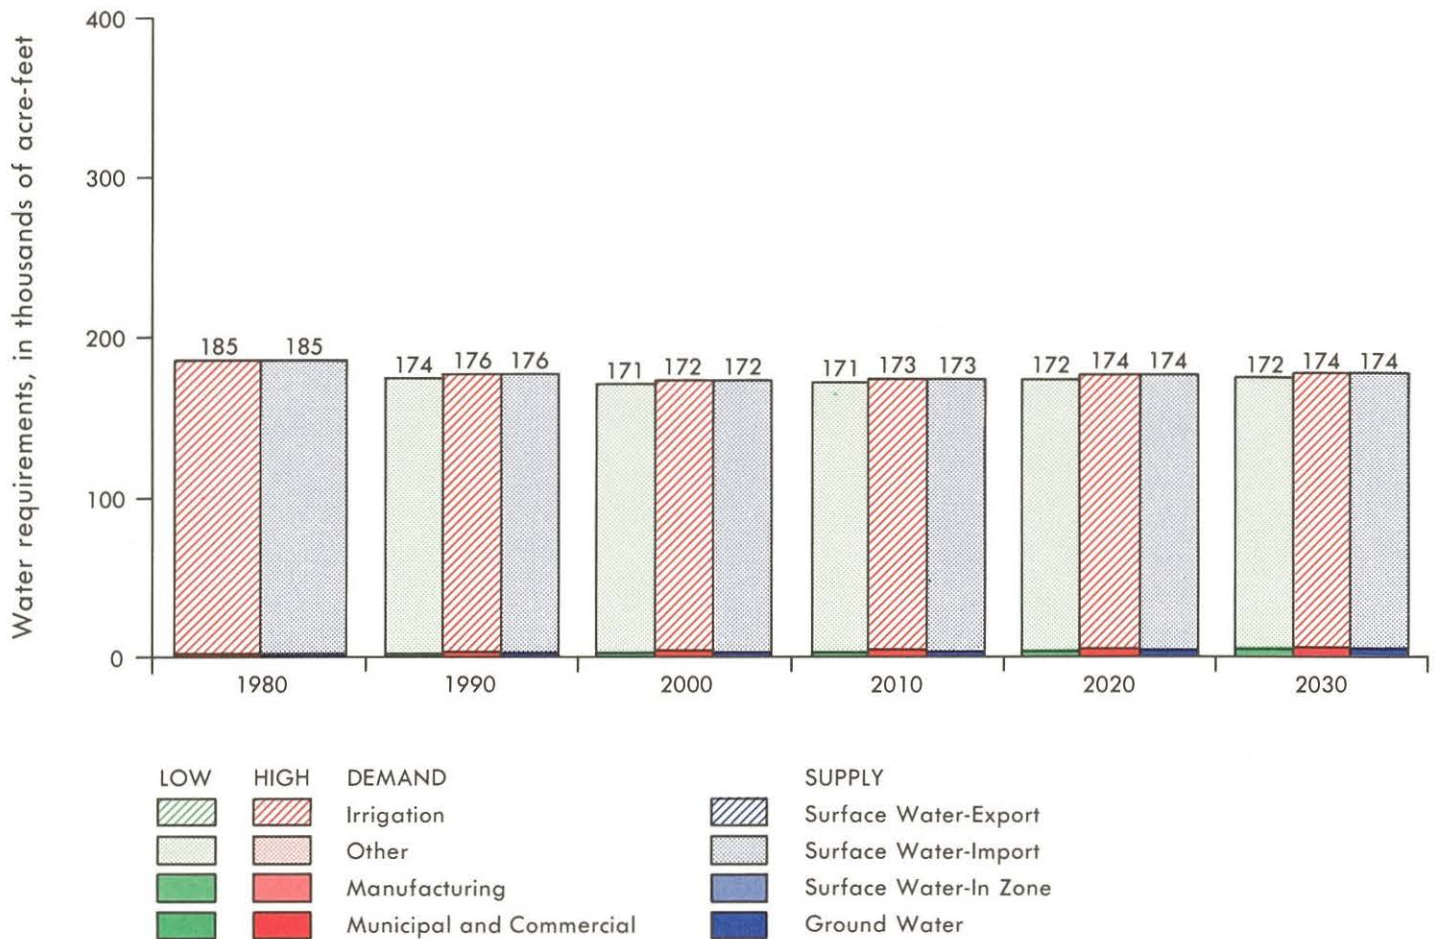 Water requirements, in thousands of acre-feet
400
300
200
100
0
185 185
174 176 176
171 172 172
171 173 173
172 174 174
172 174 174
1980 1990 2000 2010 2020 2030
LOW HIGH DEMAND
Irrigation
Other
Manufacturing
Municipal and Commercial
SUPPLY
Surface Water-Export
Surface Water-Import
Surface Water-In Zone
Ground Water